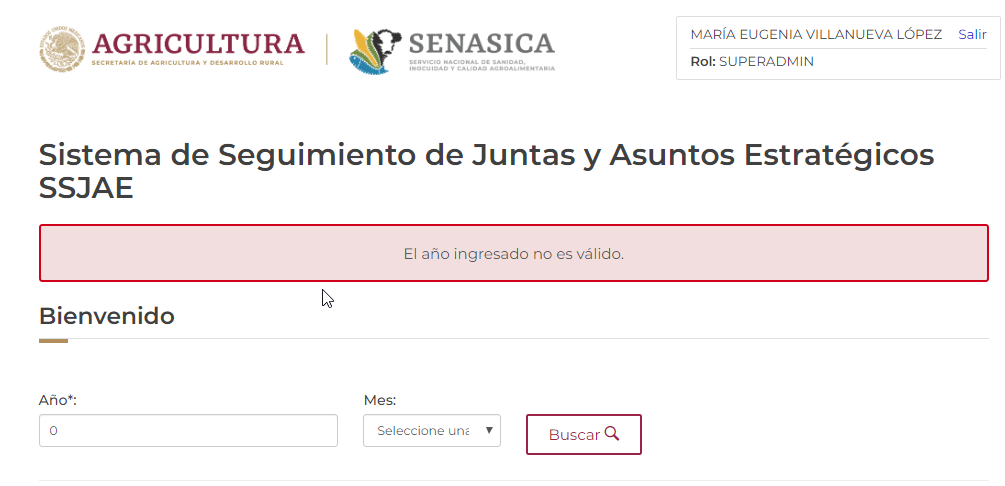 AGRICULTURA
SECRETARÍA DE AGRICULTURA Y DESARROLLO RURAL
SENASICA
SERVICIO NACIONAL DE SANIDAD,
INOCUIDAD Y CALIDAD AGROALIMENTARIA
MARÍA EUGENIA VILLANUEVA LÓPEZ Salir
Rol: SUPERADMIN
Sistema de Seguimiento de Juntas y Asuntos Estratégicos
SSJAE
El año ingresado no es válido.
Bienvenido
Año*: Mes:
0 Seleccione una Buscar